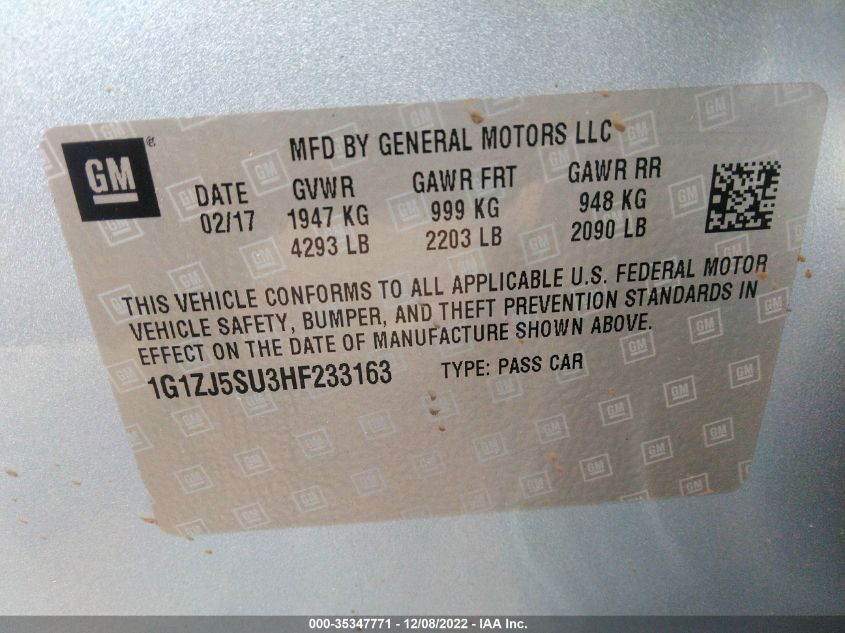 GM
MFD BY GENERAL MOTORS LLC
DATE GVWR GAWR FRT GAWR RR
02/17 1947 KG 999 KG 948 KG
4293 LB 2203 LB 2090 LB
THIS VEHICLE CONFORMS TO ALL APPLICABLE U.S. FEDERAL MOTOR
VEHICLE SAFETY, BUMPER, AND THEFT PREVENTION STANDARDS IN
EFFECT ON THE DATE OF MANUFACTURE SHOWN ABOVE.
1G1ZJ5SU3HF233163 TYPE: PASS CAR
000-35347771 - 12/08/2022 - IAA Inc.